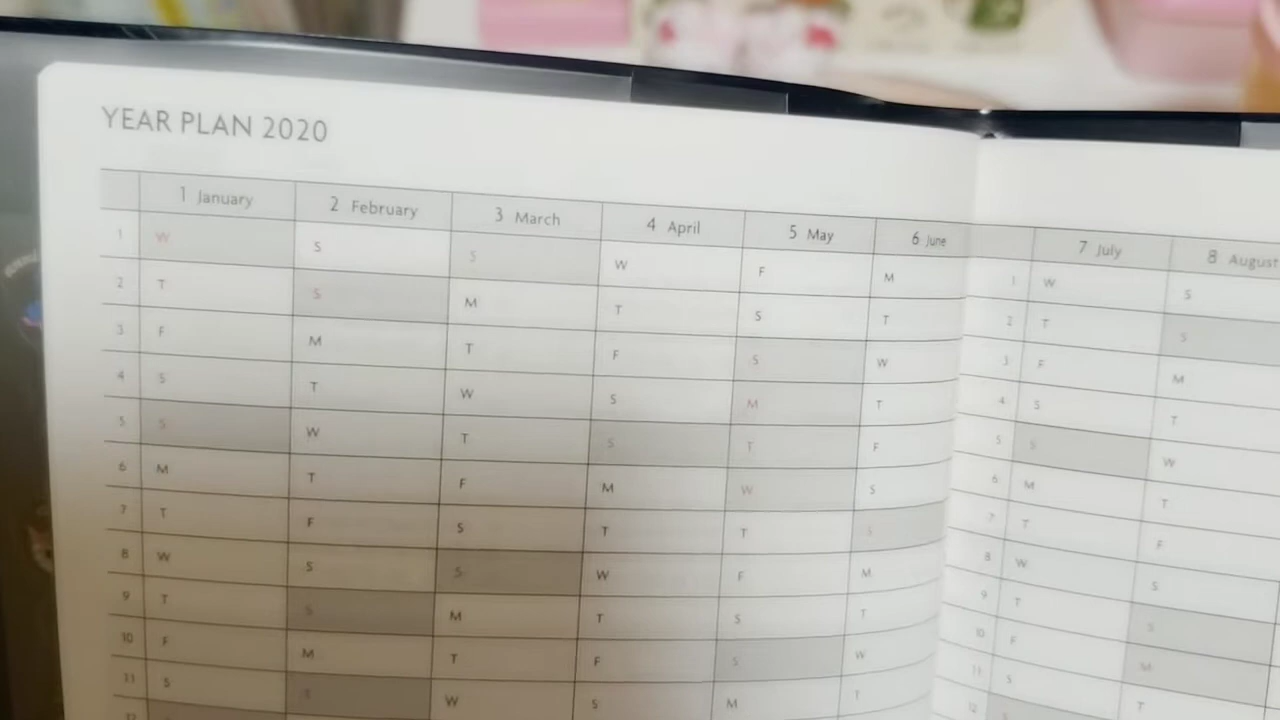 YEAR PLAN 2020
1 January 2 February 3 March 4 April 5 May 6 June 7 July 8 August
1 W S S W F M 1 W S
2 T S M T S T 2 T S
3 F M T F S W 3 F M
4 S T W S M T 4 S T
5 S W T S T F 5 S W
6 M T F M W S 6 M T
7 T F S T T S 7 T F
8 W S S W F M 8 W S
9 T S M T S T 9 T S
10 F M T F S W 10 F M
11 S T W S M T 11 S T
12 12 S